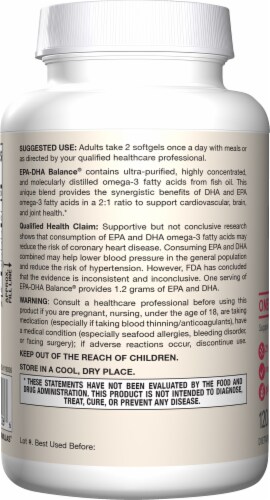 SUGGESTED USE: Adults take 2 softgels once a day with meals or
as directed by your qualified healthcare professional.
EPA-DHA Balance® contains ultra-purified, highly concentrated,
and molecularly distilled omega-3 fatty acids from fish oil. This
unique blend provides the synergistic benefits of DHA and EPA
omega-3 fatty acids in a 2:1 ratio to support cardiovascular, brain,
and joint health.*
Qualified Health Claim: Supportive but not conclusive research
shows that consumption of EPA and DHA omega-3 fatty acids may
reduce the risk of coronary heart disease. Consuming EPA and DHA
combined may help lower blood pressure in the general population
and reduce the risk of hypertension. However, FDA has concluded
that the evidence is inconsistent and inconclusive. One serving of
EPA-DHA Balance® provides 1.2 grams of EPA and DHA.
WARNING: Consult a healthcare professional before using this
product if you are pregnant, nursing, under the age of 18, are taking
medication (especially if taking blood thinning/anticoagulants), have
a medical condition (especially seafood allergies, bleeding disorder,
or facing surgery); if adverse reactions occur, discontinue use.
KEEP OUT OF THE REACH OF CHILDREN.
STORE IN A COOL, DRY PLACE.
* THESE STATEMENTS HAVE NOT BEEN EVALUATED BY THE FOOD AND
DRUG ADMINISTRATION. THIS PRODUCT IS NOT INTENDED TO DIAGNOSE,
TREAT, CURE, OR PREVENT ANY DISEASE.
Lot #. Best Used Before: